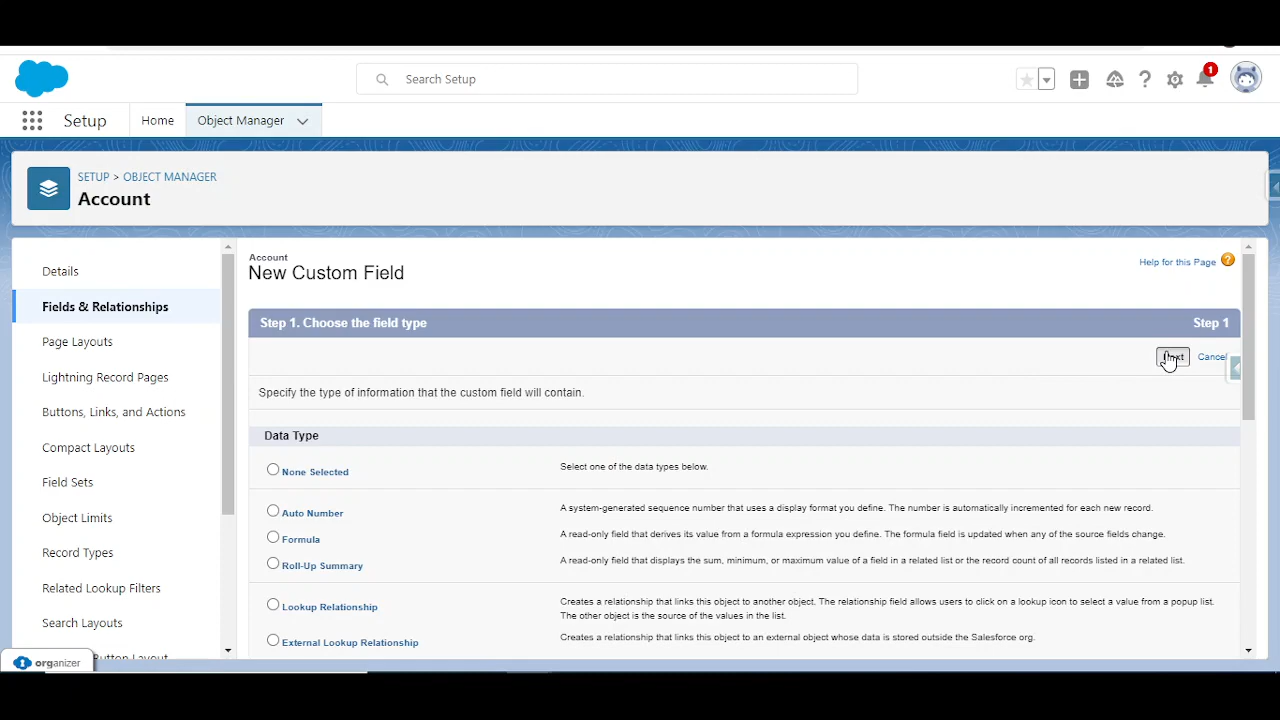 Search Setup
1
Setup
Home
Object Manager
SETUP > OBJECT MANAGER
Account
Details
Fields & Relationships
Page Layouts
Lightning Record Pages
Buttons, Links, and Actions
Compact Layouts
Field Sets
Object Limits
Record Types
Related Lookup Filters
Search Layouts
organizer
Account
New Custom Field
Help for this Page
Step 1. Choose the field type
Step 1
Cancel
Specify the type of information that the custom field will contain.
Data Type
None Selected
Select one of the data types below.
Auto Number
A system-generated sequence number that uses a display format you define. The number is automatically incremented for each new record.
Formula
A read-only field that derives its value from a formula expression you define. The formula field is updated when any of the source fields change.
Roll-Up Summary
A read-only field that displays the sum, minimum, or maximum value of a field in a related list or the record count of all records listed in a related list.
Lookup Relationship
Creates a relationship that links this object to another object. The relationship field allows users to click on a lookup icon to select a value from a popup list.
The other object is the source of the values in the list.
External Lookup Relationship
Creates a relationship that links this object to an external object whose data is stored outside the Salesforce org.